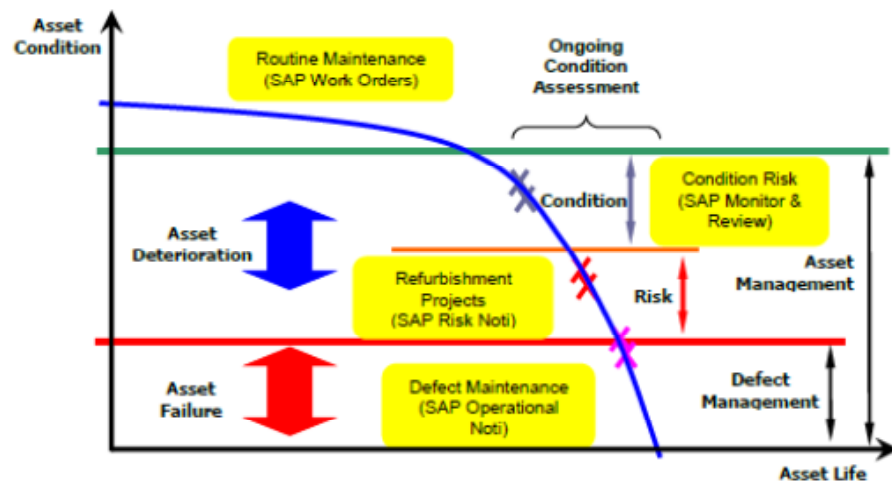 Asset
Condition
Routine Maintenance
(SAP Work Orders)
Ongoing
Condition
Assessment
Condition
Condition Risk
(SAP Monitor &
Review)
Asset
Deterioration
Asset
Management
Refurbishment
Projects
(SAP Risk Noti)
Risk
Asset
Failure
Defect Maintenance
(SAP Operational
Noti)
Defect
Management
Asset Life